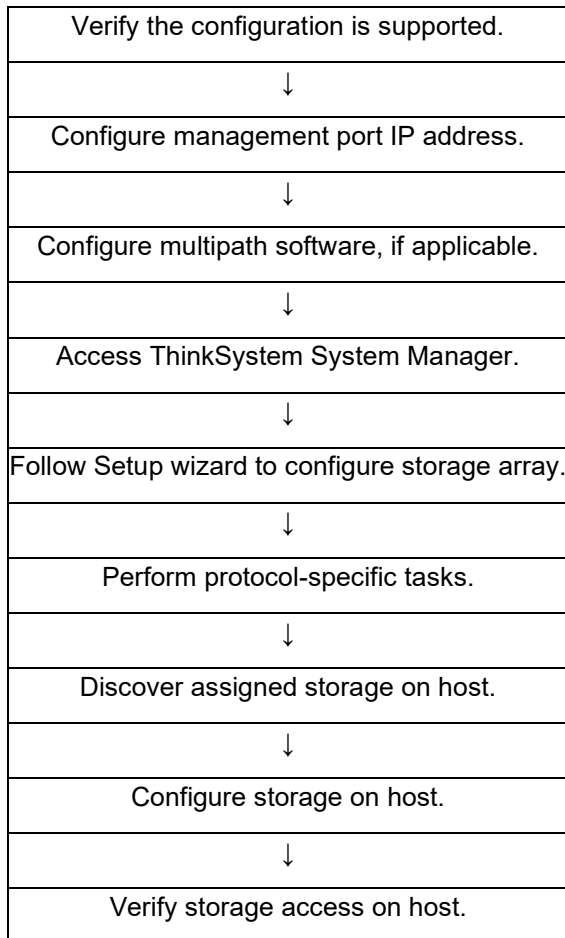 Verify the configuration is supported.
↓
Configure management port IP address.
↓
Configure multipath software, if applicable.
↓
Access ThinkSystem System Manager.
↓
Follow Setup wizard to configure storage array.
↓
Perform protocol-specific tasks.
↓
Discover assigned storage on host.
↓
Configure storage on host.
↓
Verify storage access on host.